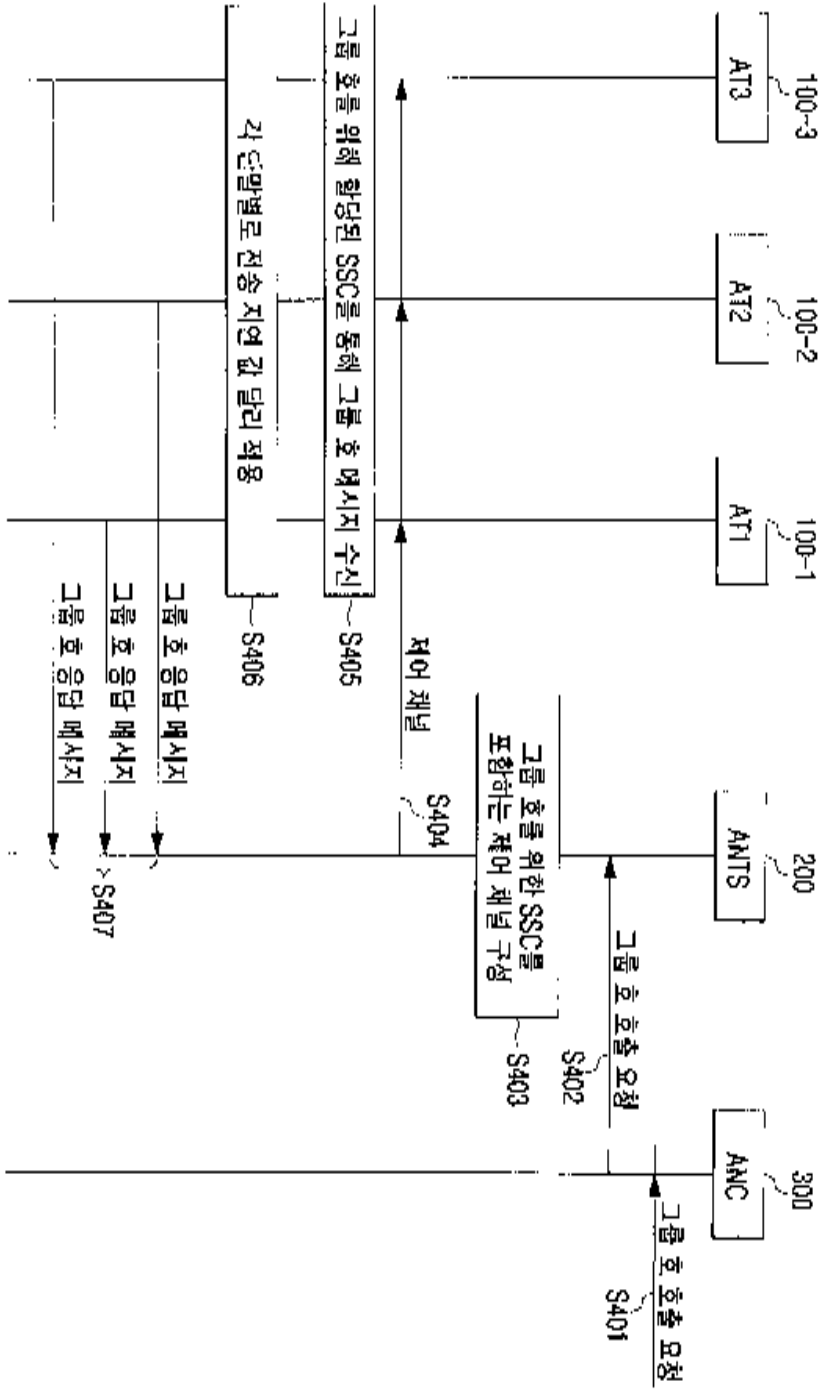 100-3
100-2
100-1
200
300
AT3
AT2
AT1
ANTS
ANC
그룹 호 호출 요청
S401
그룹 호 호출 요청
S402
그룹 호를 위한 SSC를
포함하는 제어 채널 구성
S403
S404
제어 채널
그룹 호를 위해 할당된 SSC을 통해 그룹 호 메시지 수신
S405
각 단말별로 전송 지연 값 달리 적용
S406
그룹 호 응답 메시지
그룹 호 응답 메시지
그룹 호 응답 메시지
S407